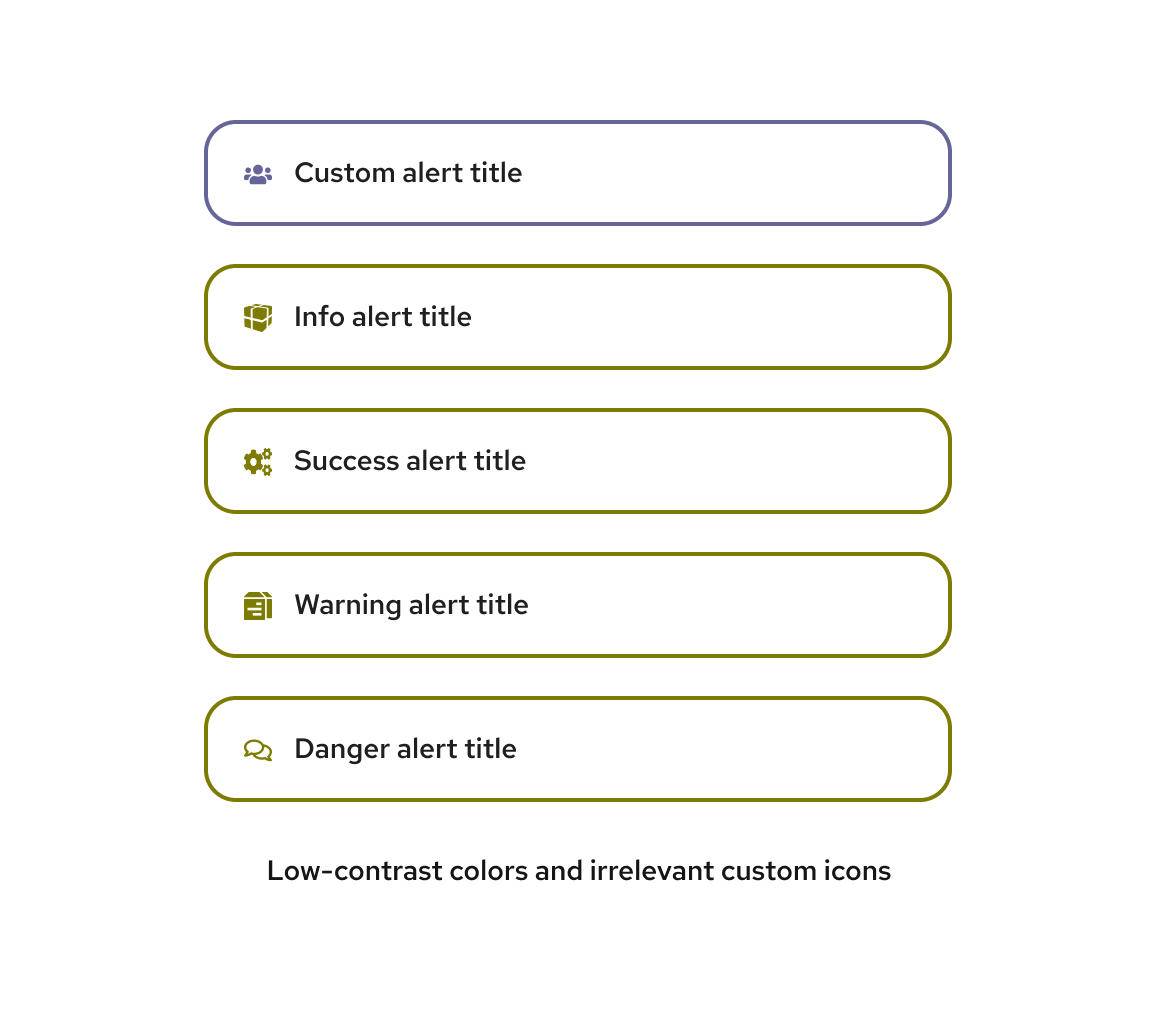 Custom alert title
Info alert title
Success alert title
Warning alert title
Danger alert title
Low-contrast colors and irrelevant custom icons